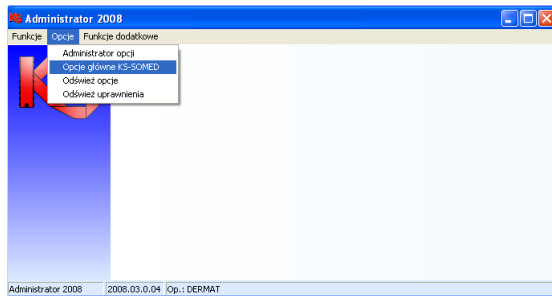 Administrator 2008
Funkcje Opcje Funkcje dodatkowe
Administrator opcji
Opcje główne KS-SOMED
Odśwież opcje
Odśwież uprawnienia
Administrator 2008 2008.03.0.04 Op.: DERMAT